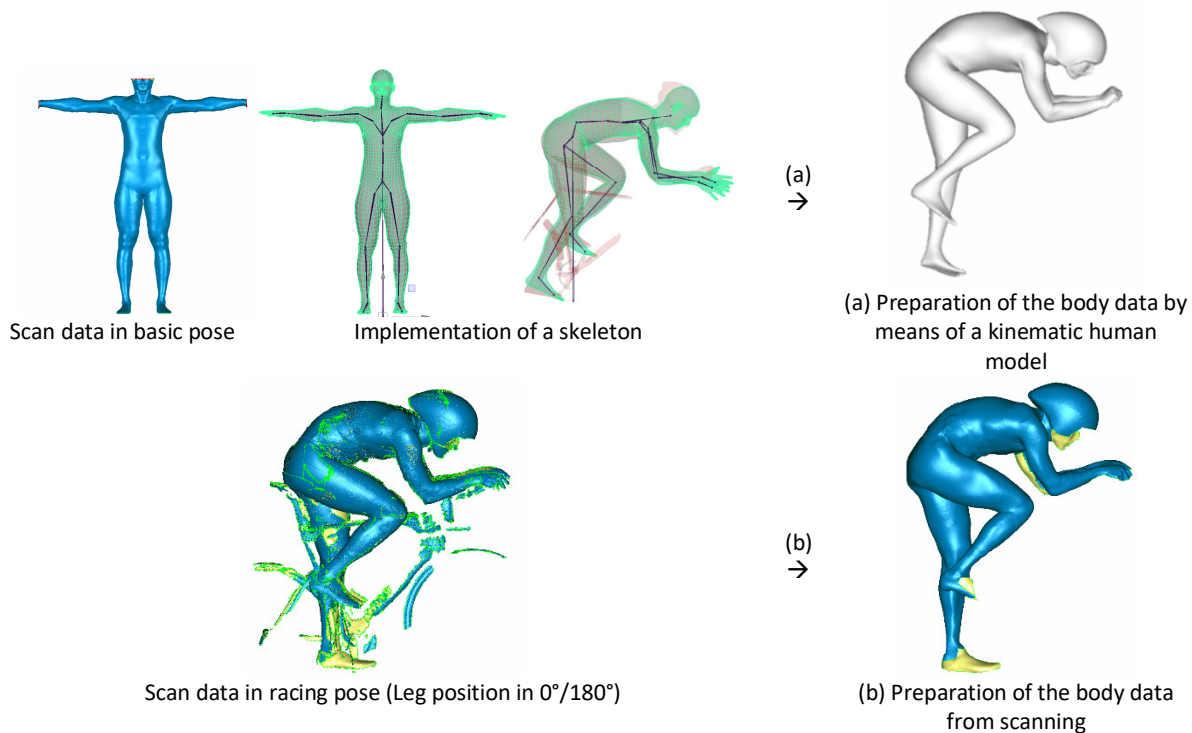 (a)
→
Scan data in basic pose
Implementation of a skeleton
(a) Preparation of the body data by
means of a kinematic human
model
(b)
→
Scan data in racing pose (Leg position in 0°/180°)
(b) Preparation of the body data
from scanning